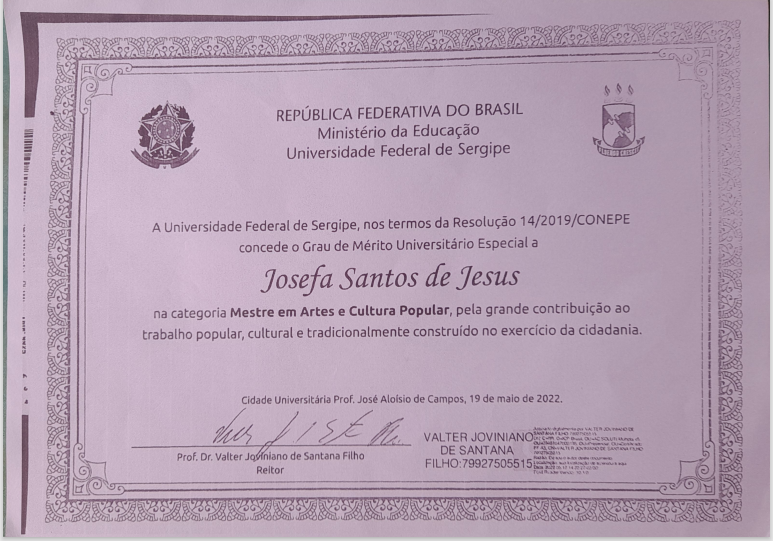 REPÚBLICA FEDERATIVA DO BRASIL
Ministério da Educação
Universidade Federal de Sergipe
A Universidade Federal de Sergipe, nos termos da Resolução 14/2019/CONEPE
concede o Grau de Mérito Universitário Especial a
Josefa Santos de Jesus
na categoria Mestre em Artes e Cultura Popular, pela grande contribuição ao
trabalho popular, cultural e tradicionalmente construído no exercício da cidadania.
Cidade Universitária Prof. José Aloísio de Campos, 19 de maio de 2022.
Prof. Dr. Valter Joviniano de Santana Filho
Reitor
VALTER JOVINIANO
DE SANTANA
FILHO:79927505515